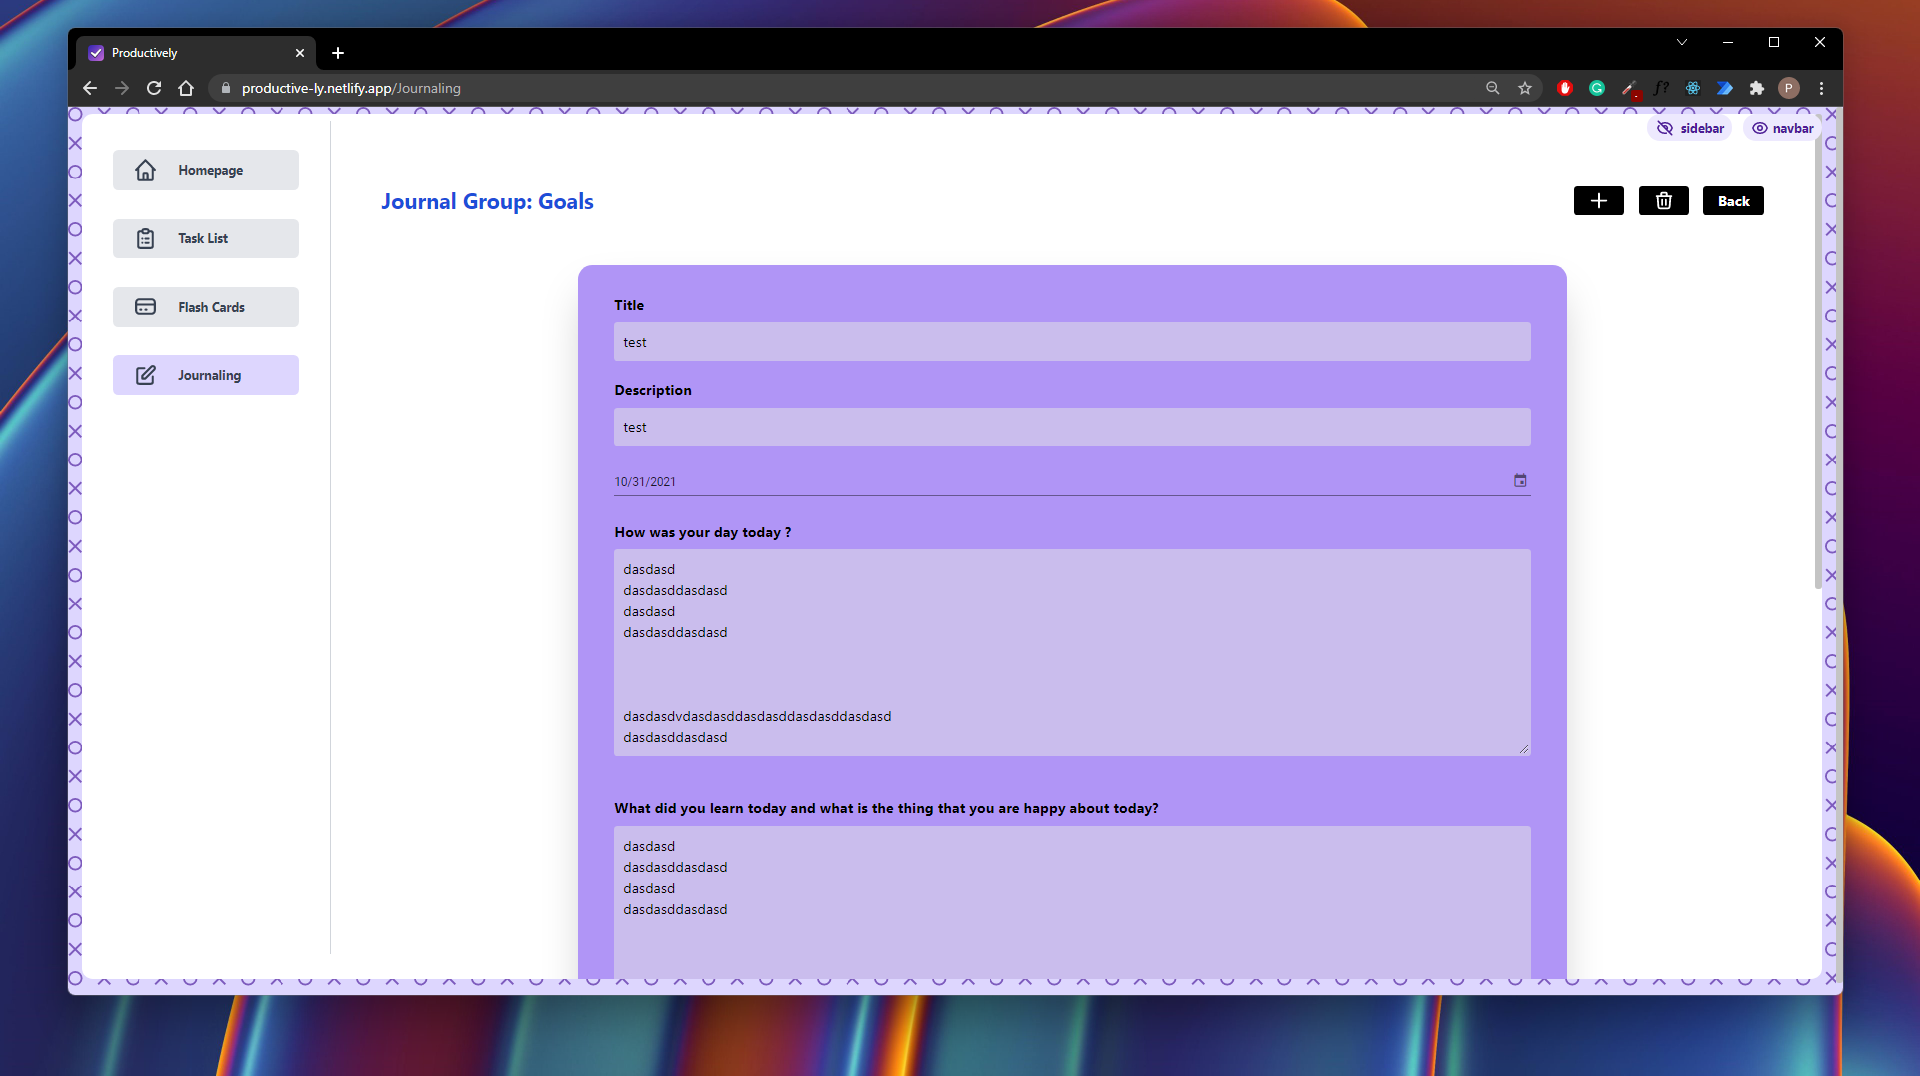 Productively
productive-ly.netlify.app/Journaling
f?
P
sidebar
navbar
Homepage
Task List
Flash Cards
Journaling
Journal Group: Goals
Back
Title
test
Description
test
10/31/2021
How was your day today ?
dasdasd
dasdasddasdasd
dasdasd
dasdasddasdasd
dasdasdvdasdasddasdasddasdasddasdasd
dasdasddasdasd
What did you learn today and what is the thing that you are happy about today?
dasdasd
dasdasddasdasd
dasdasd
dasdasddasdasd